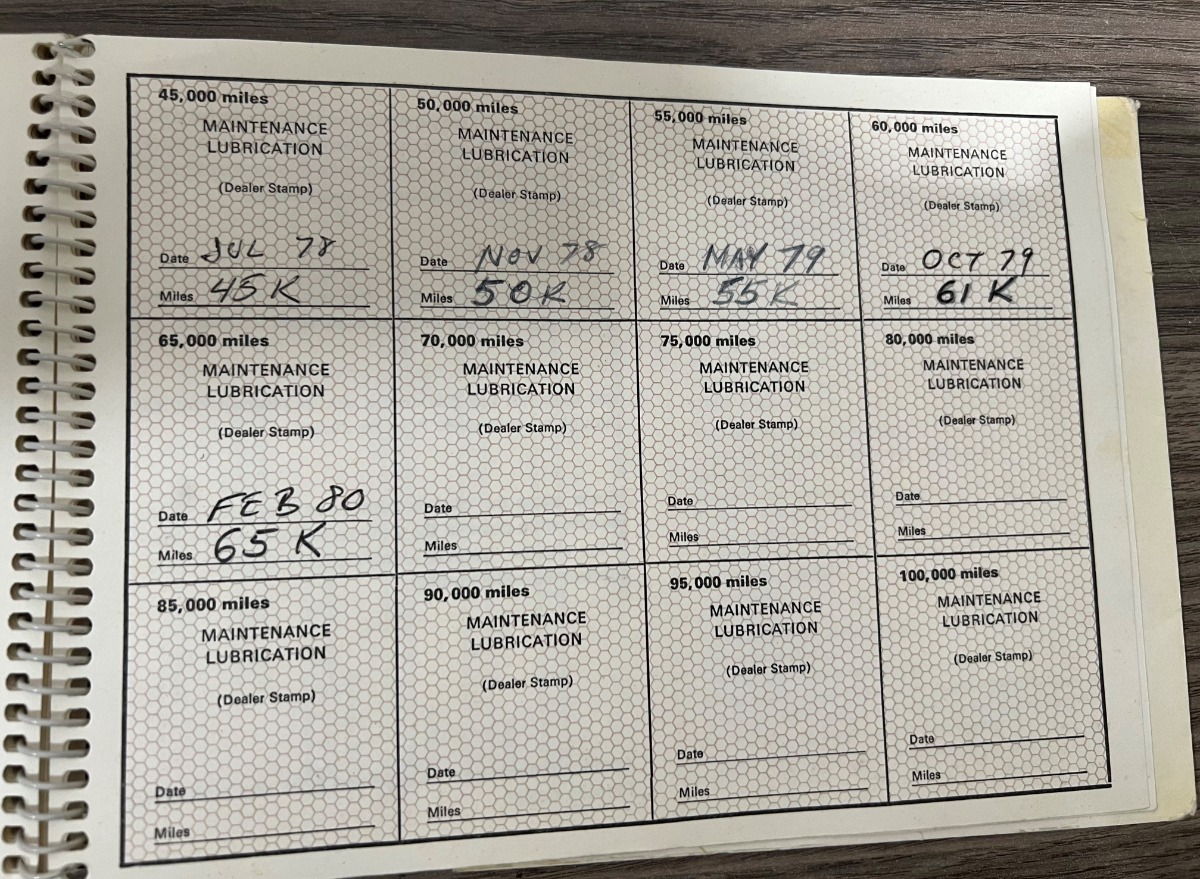 45,000 miles
MAINTENANCE
LUBRICATION
(Dealer Stamp)
Date JUL 78
Miles 45 K
50,000 miles
MAINTENANCE
LUBRICATION
(Dealer Stamp)
Date NOV 78
Miles 50K
55,000 miles
MAINTENANCE
LUBRICATION
(Dealer Stamp)
Date MAY 79
Miles 55 K
60,000 miles
MAINTENANCE
LUBRICATION
(Dealer Stamp)
Date OCT 79
Miles 61 K
65,000 miles
MAINTENANCE
LUBRICATION
(Dealer Stamp)
Date FEB 80
Miles 65 K
70,000 miles
MAINTENANCE
LUBRICATION
(Dealer Stamp)
Date
Miles
75,000 miles
MAINTENANCE
LUBRICATION
(Dealer Stamp)
Date
Miles
80,000 miles
MAINTENANCE
LUBRICATION
(Dealer Stamp)
Date
Miles
85,000 miles
MAINTENANCE
LUBRICATION
(Dealer Stamp)
Date
Miles
90,000 miles
MAINTENANCE
LUBRICATION
(Dealer Stamp)
Date
Miles
95,000 miles
MAINTENANCE
LUBRICATION
(Dealer Stamp)
Date
Miles
100,000 miles
MAINTENANCE
LUBRICATION
(Dealer Stamp)
Date
Miles